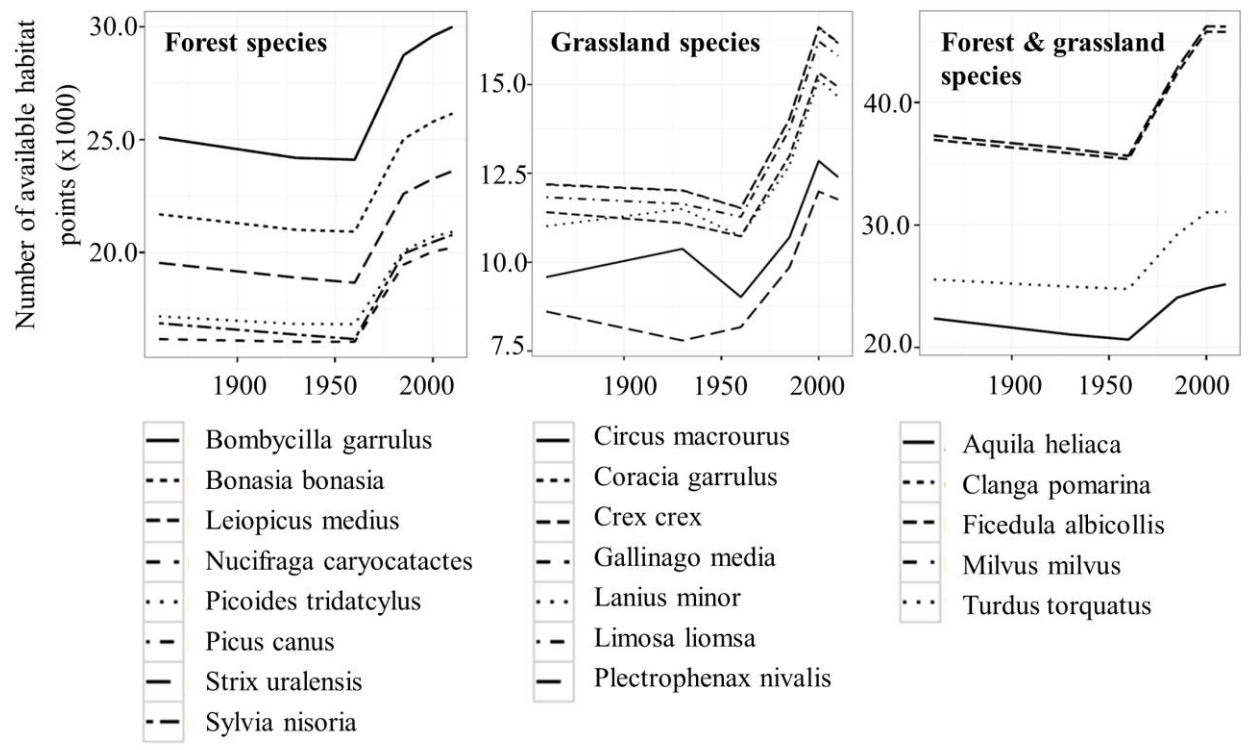 Number of available habitat
points (x1000)
Forest species
30.0
25.0
20.0
1900
1950
2000
Grassland species
15.0
12.5
10.0
7.5
1900
1950
2000
Forest & grassland
species
40.0
30.0
20.0
1900
1950
2000
Bombycilla garrulus
Bonasia bonasia
Leiopicus medius
Nucifraga caryocatactes
Picoides tridatcylus
Picus canus
Strix uralensis
Sylvia nisoria
Circus macrourus
Coracia garrulus
Crex crex
Gallinago media
Lanius minor
Limosa liomsa
Plectrophenax nivalis
Aquila heliaca
Clanga pomarina
Ficedula albicollis
Milvus milvus
Turdus torquatus